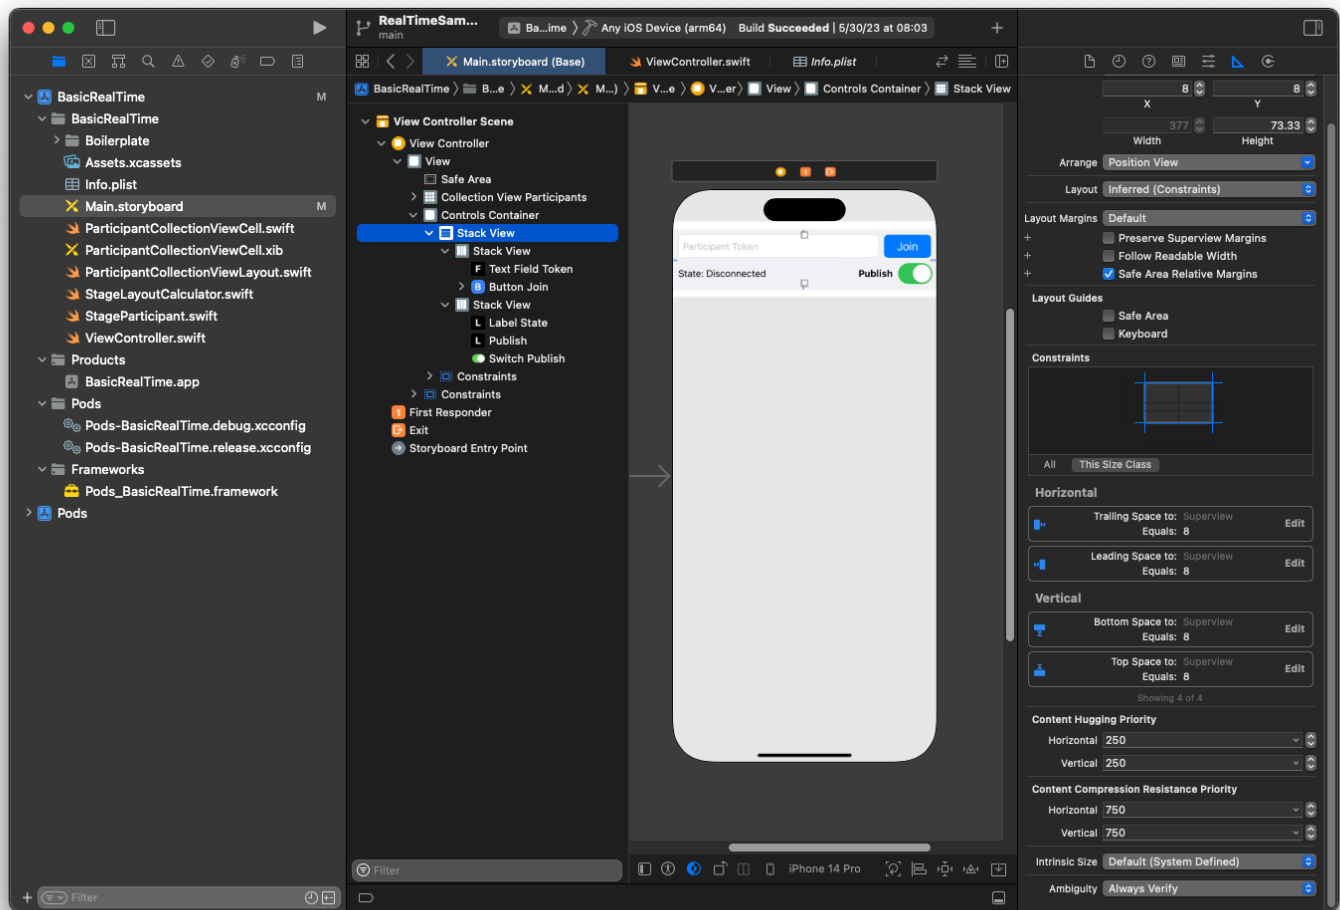 RealTimeSam...
main
Ba...ime 〉 Any iOS Device (arm64) Build Succeeded | 5/30/23 at 08:03
Main.storyboard (Base)
ViewController.swift
Info.plist
BasicRealTime 〉 B...e 〉 M...d 〉 M...) 〉 V...e 〉 V...er 〉 View 〉 Controls Container 〉 Stack View
BasicRealTime M
BasicRealTime
Boilerplate
Assets.xcassets
Info.plist
Main.storyboard M
ParticipantCollectionViewCell.swift
ParticipantCollectionViewCell.xib
ParticipantCollectionViewLayout.swift
StageLayoutCalculator.swift
StageParticipant.swift
ViewController.swift
Products
BasicRealTime.app
Pods
Pods-BasicRealTime.debug.xcconfig
Pods-BasicRealTime.release.xcconfig
Frameworks
Pods_BasicRealTime.framework
Pods
Filter
View Controller Scene
View Controller
View
Safe Area
Collection View Participants
Controls Container
Stack View
Stack View
F Text Field Token
B Button Join
Stack View
L Label State
L Publish
Switch Publish
Constraints
Constraints
1 First Responder
Exit
Storyboard Entry Point
Filter
Participant Token
Join
State: Disconnected
Publish
iPhone 14 Pro
8 8
X Y
377 73.33
Width Height
Arrange Position View
Layout Inferred (Constraints)
Layout Margins Default
+ Preserve Superview Margins
+ Follow Readable Width
+ Safe Area Relative Margins
Layout Guides
Safe Area
Keyboard
Constraints
All This Size Class
Horizontal
Trailing Space to: Superview
Equals: 8
Edit
Leading Space to: Superview
Equals: 8
Edit
Vertical
Bottom Space to: Superview
Equals: 8
Edit
Top Space to: Superview
Equals: 8
Edit
Showing 4 of 4
Content Hugging Priority
Horizontal 250
Vertical 250
Content Compression Resistance Priority
Horizontal 750
Vertical 750
Intrinsic Size Default (System Defined)
Ambiguity Always Verify